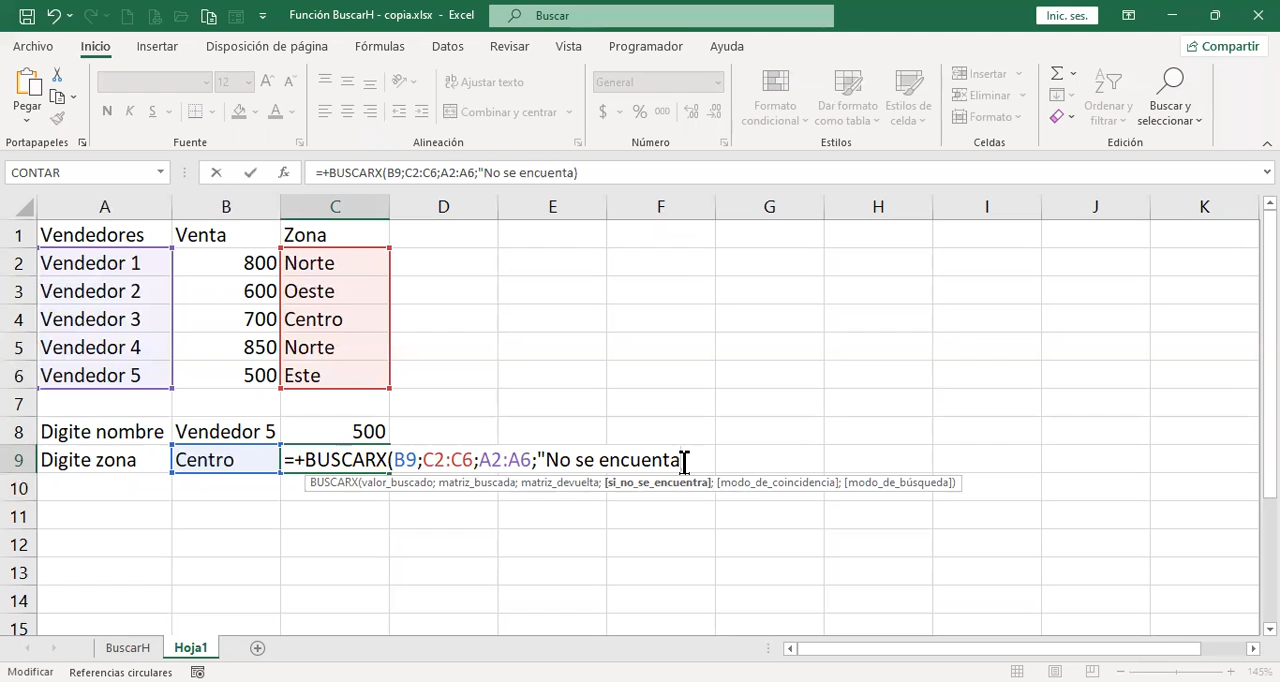 Función BuscarH - copia.xlsx - Excel
Buscar
Inic. ses.
Archivo Inicio Insertar Disposición de página Fórmulas Datos Revisar Vista Programador Ayuda
Compartir
12
Ajustar texto
General
Insertar
Pegar
N K S
Combinar y centrar
$ % 000
Formato condicional
Dar formato como tabla
Estilos de celda
Eliminar
Formato
Ordenar y filtrar
Buscar y seleccionar
Portapapeles Fuente Alineación Número Estilos Celdas Edición
CONTAR
fx
=+BUSCARX(B9;C2:C6;A2:A6;"No se encuenta)
A B C D E F G H I J K
1 Vendedores Venta Zona
2 Vendedor 1 800 Norte
3 Vendedor 2 600 Oeste
4 Vendedor 3 700 Centro
5 Vendedor 4 850 Norte
6 Vendedor 5 500 Este
7
8 Digite nombre Vendedor 5 500
9 Digite zona Centro =+BUSCARX(B9;C2:C6;A2:A6;"No se encuenta)
10 BUSCARX(valor_buscado; matriz_buscada; matriz_devuelta; [si_no_se_encuentra]; [modo_de_coincidencia]; [modo_de_búsqueda])
11
12
13
14
15
BuscarH Hoja1
Modificar Referencias circulares 145%